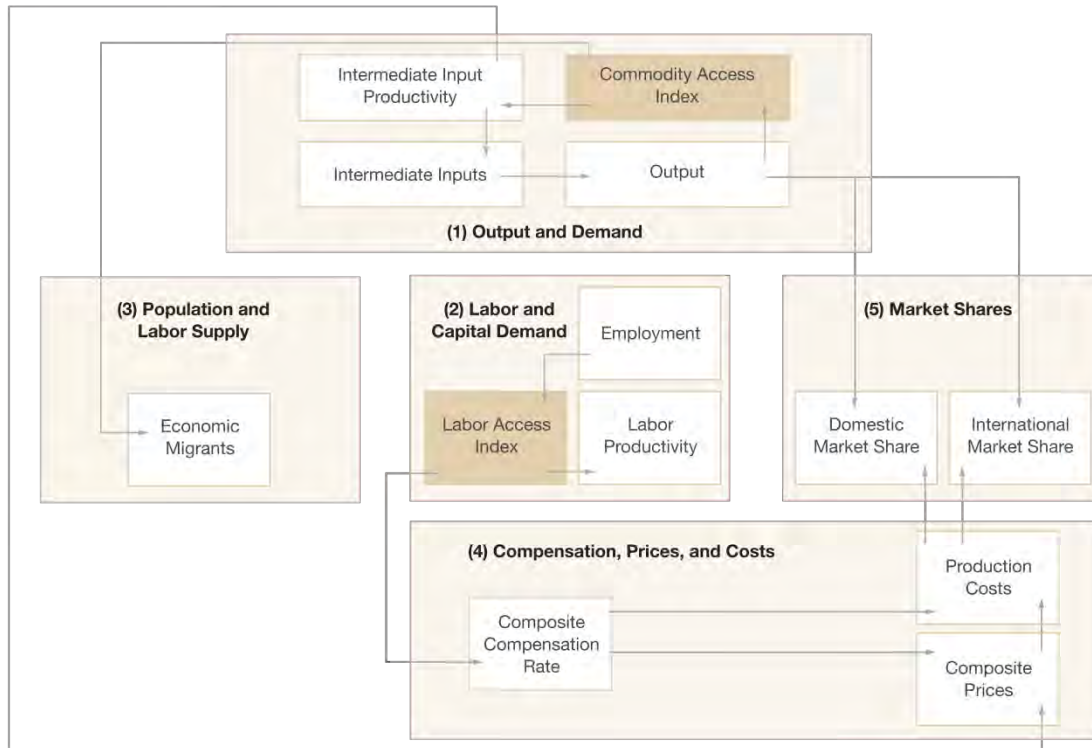 Intermediate Input
Productivity
Commodity Access
Index
Intermediate Inputs
Output
(1) Output and Demand
(3) Population and
Labor Supply
Economic
Migrants
(2) Labor and
Capital Demand
Employment
Labor Access
Index
Labor
Productivity
(5) Market Shares
Domestic
Market Share
International
Market Share
(4) Compensation, Prices, and Costs
Production
Costs
Composite
Compensation
Rate
Composite
Prices